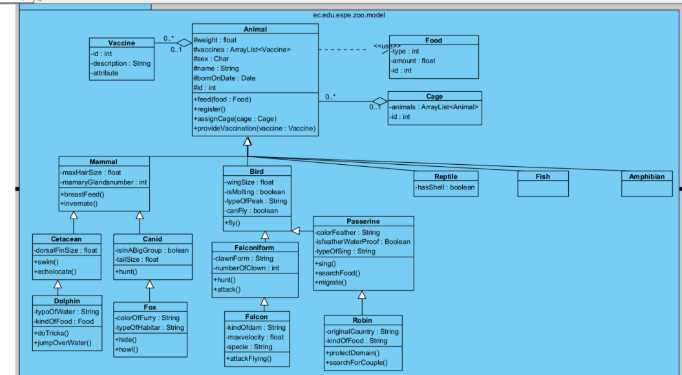 ec.edu.espe.zoo.model
Animal
#weight : float
#vaccines : ArrayList<Vaccine>
#sex : Char
#name : String
#bornOnDate : Date
#id : int
+feed(food : Food)
+register()
+assignCage(cage : Cage)
+provideVaccination(vaccine : Vaccine)
Vaccine
-id : int
-description : String
-attribute
0..*
0..1
<<use>>
Food
-type : int
-amount : float
-id : int
0..*
0..1
Cage
-animals : ArrayList<Animal>
-id : int
Mammal
-maxHairSize : float
-mamaryGlandsnumber : int
+breastFeed()
+invernate()
Bird
-wingSize : float
-isMolting : boolean
-typeOfPeak : String
-canFly : boolean
+fly()
Reptile
-hasShell : boolean
Fish
Amphibian
Cetacean
-dorsalFinSize : float
+swim()
+echolocate()
Canid
-isInABigGroup : bolean
-tailSize : float
+hunt()
Falconiform
-clawnForm : String
-numberOfClown : int
+hunt()
+attack()
Passerine
-colorFeather : String
-isfeatherWaterProof : Boolean
-typeOfSing : String
+sing()
+searchFood()
+migrate()
Dolphin
-typoOfWater : String
-kindOfFood : Food
+doTricks()
+jumpOverWater()
Fox
-colorOfFurry : String
-typeOfHabitar : String
+hide()
+howl()
Falcon
-kindOfdam : String
-maxvelocity : float
-specie : String
+attackFlying()
Robin
-originalCountry : String
-kindOfFood : String
+protectDomain()
+searchForCouple()